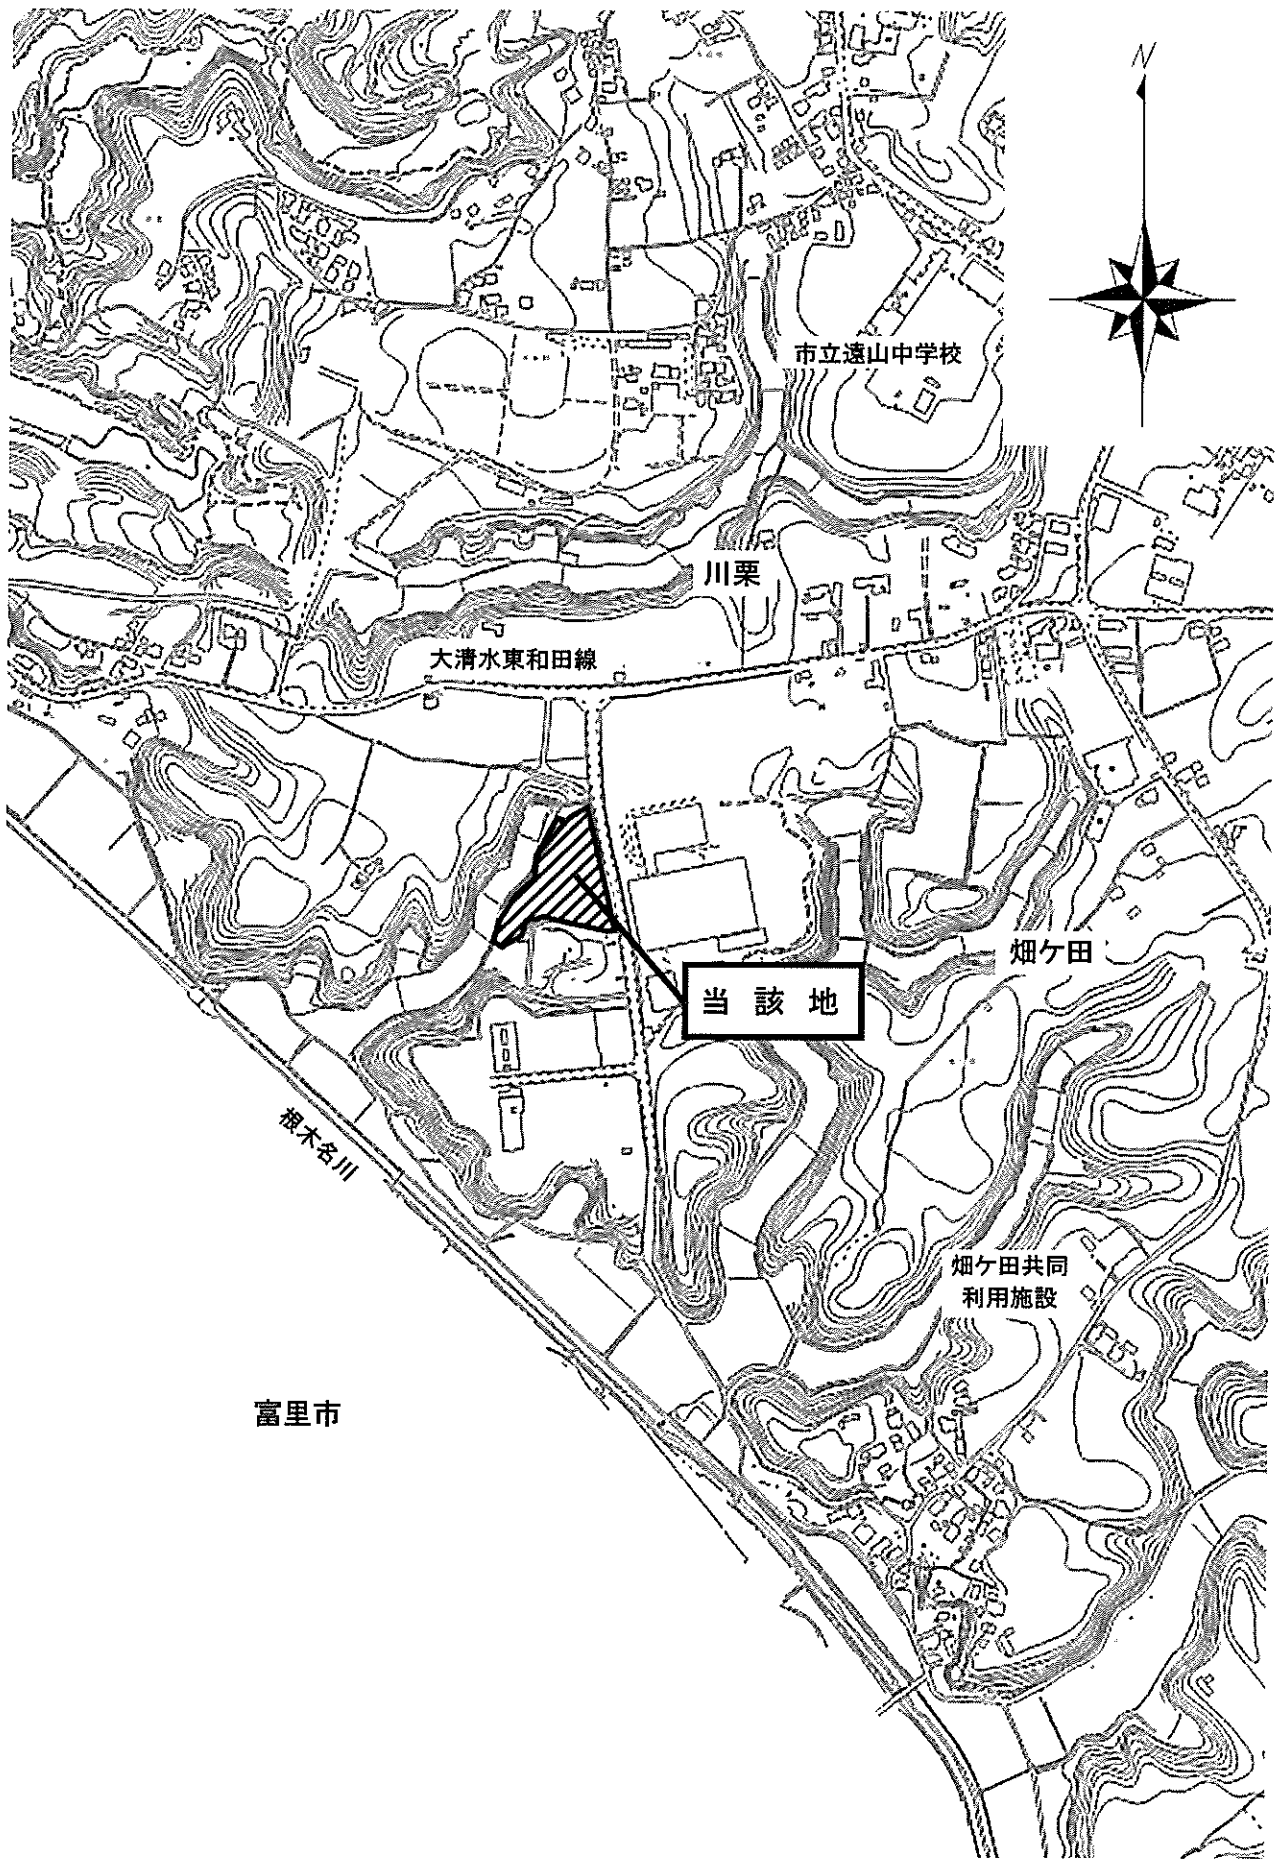 N
市立遠山中学校
川栗
大清水東和田線
畑ケ田
当該地
根木名川
畑ケ田共同
利用施設
富里市